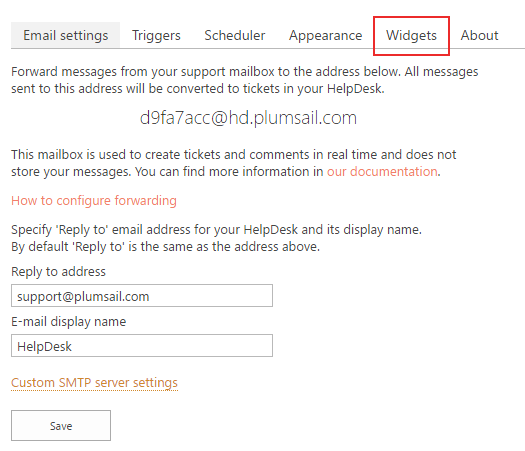 Email settings Triggers Scheduler Appearance Widgets About
Forward messages from your support mailbox to the address below. All messages
sent to this address will be converted to tickets in your HelpDesk.
d9fa7acc@hd.plumsail.com
This mailbox is used to create tickets and comments in real time and does not
store your messages. You can find more information in our documentation.
How to configure forwarding
Specify 'Reply to' email address for your HelpDesk and its display name.
By default 'Reply to' is the same as the address above.
Reply to address
support@plumsail.com
E-mail display name
HelpDesk
Custom SMTP server settings
Save